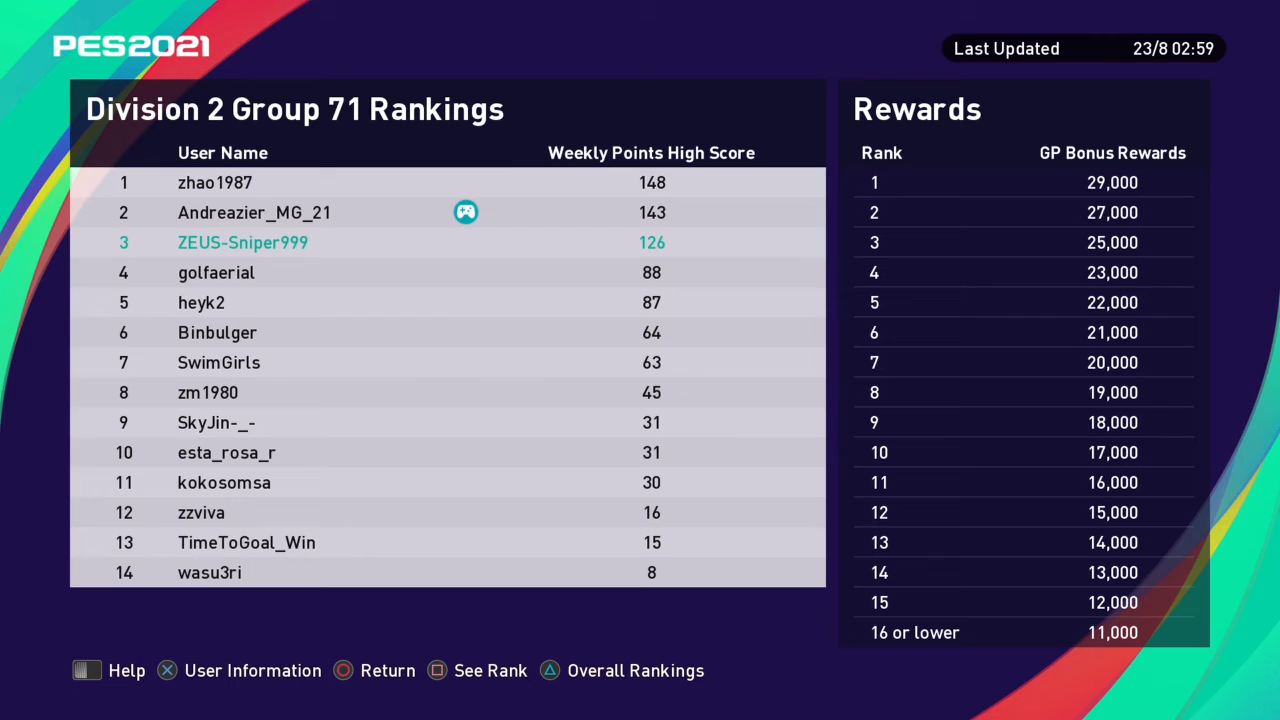 PES2021
Last Updated 23/8 02:59
Division 2 Group 71 Rankings
User Name Weekly Points High Score
1 zhao1987 148
2 Andreazier_MG_21 143
3 ZEUS-Sniper999 126
4 golfaerial 88
5 heyk2 87
6 Binbulger 64
7 SwimGirls 63
8 zm1980 45
9 SkyJin-_- 31
10 esta_rosa_r 31
11 kokosomsa 30
12 zzviva 16
13 TimeToGoal_Win 15
14 wasu3ri 8
Rewards
Rank GP Bonus Rewards
1 29,000
2 27,000
3 25,000
4 23,000
5 22,000
6 21,000
7 20,000
8 19,000
9 18,000
10 17,000
11 16,000
12 15,000
13 14,000
14 13,000
15 12,000
16 or lower 11,000
Help User Information Return See Rank Overall Rankings